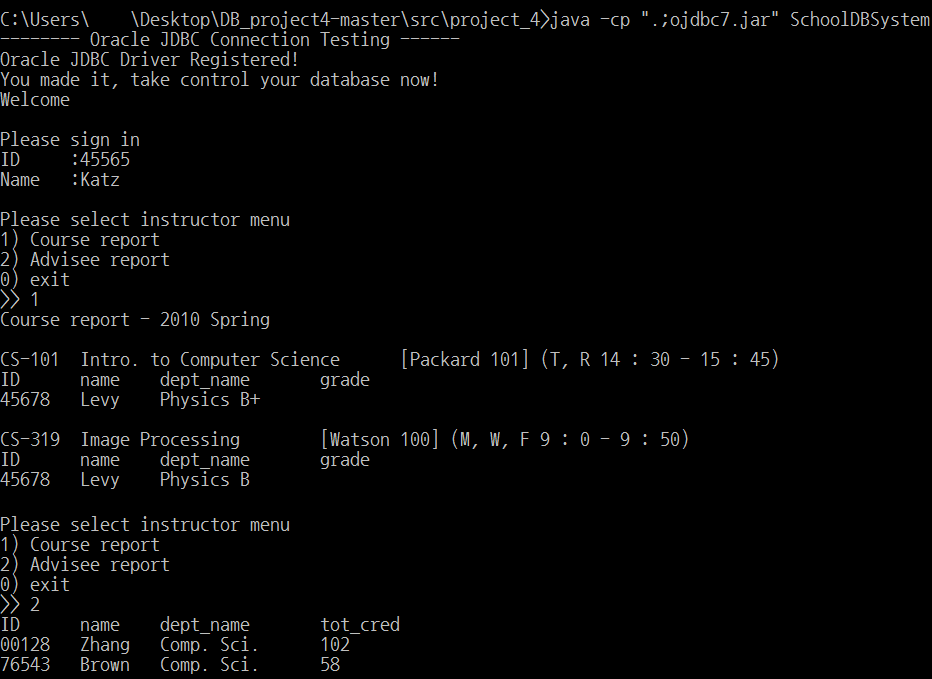 C:\Users\    \Desktop\DB_project4-master\src\project_4>java -cp ".;ojdbc7.jar" SchoolDBSystem
-------- Oracle JDBC Connection Testing ------
Oracle JDBC Driver Registered!
You made it, take control your database now!
Welcome

Please sign in
ID     :45565
Name   :Katz

Please select instructor menu
1) Course report
2) Advisee report
0) exit
>> 1
Course report - 2010 Spring

CS-101  Intro. to Computer Science      [Packard 101] (T, R 14 : 30 - 15 : 45)
ID      name    dept_name       grade
45678   Levy    Physics B+

CS-319  Image Processing        [Watson 100] (M, W, F 9 : 0 - 9 : 50)
ID      name    dept_name       grade
45678   Levy    Physics B

Please select instructor menu
1) Course report
2) Advisee report
0) exit
>> 2
ID      name    dept_name       tot_cred
00128   Zhang   Comp. Sci.      102
76543   Brown   Comp. Sci.      58